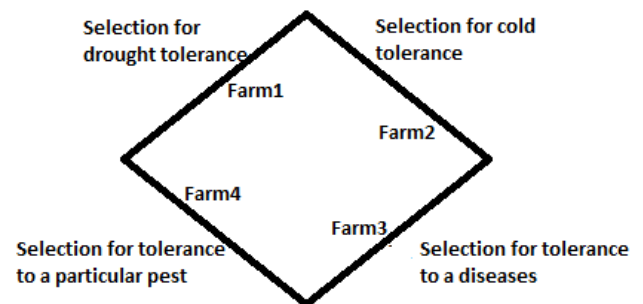 Selection for
drought tolerance
Selection for cold
tolerance
Farm1
Farm2
Farm4
Farm3
Selection for tolerance
to a particular pest
Selection for tolerance
to a diseases